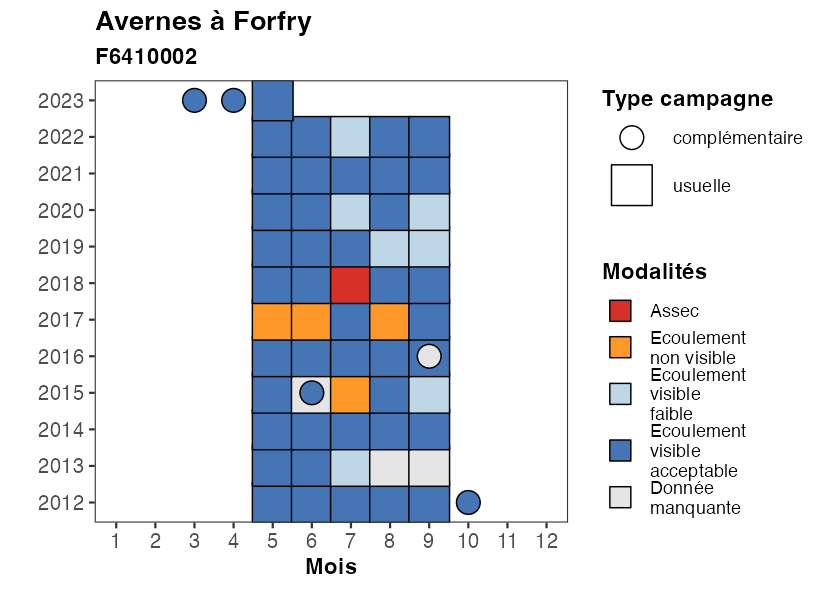 Avernes à Forfry
F6410002
2023
2022
2021
2020
2019
2018
2017
2016
2015
2014
2013
2012
1 2 3 4 5 6 7 8 9 10 11 12
Mois
Type campagne
complémentaire
usuelle
Modalités
Assec
Ecoulement
non visible
Ecoulement
visible
faible
Ecoulement
visible
acceptable
Donnée
manquante